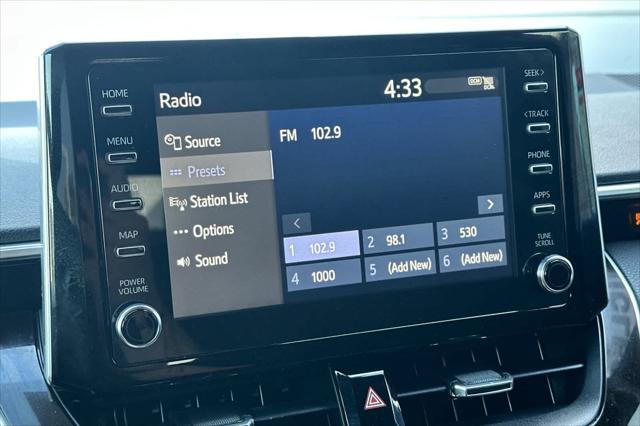 HOME
MENU
AUDIO
MAP
POWER
VOLUME
Radio
4:33
DCM
Source
Presets
Station List
Options
Sound
FM 102.9
<
>
1 102.9
2 98.1
3 530
4 1000
5 (Add New)
6 (Add New)
SEEK >
< TRACK
PHONE
APPS
TUNE
SCROLL